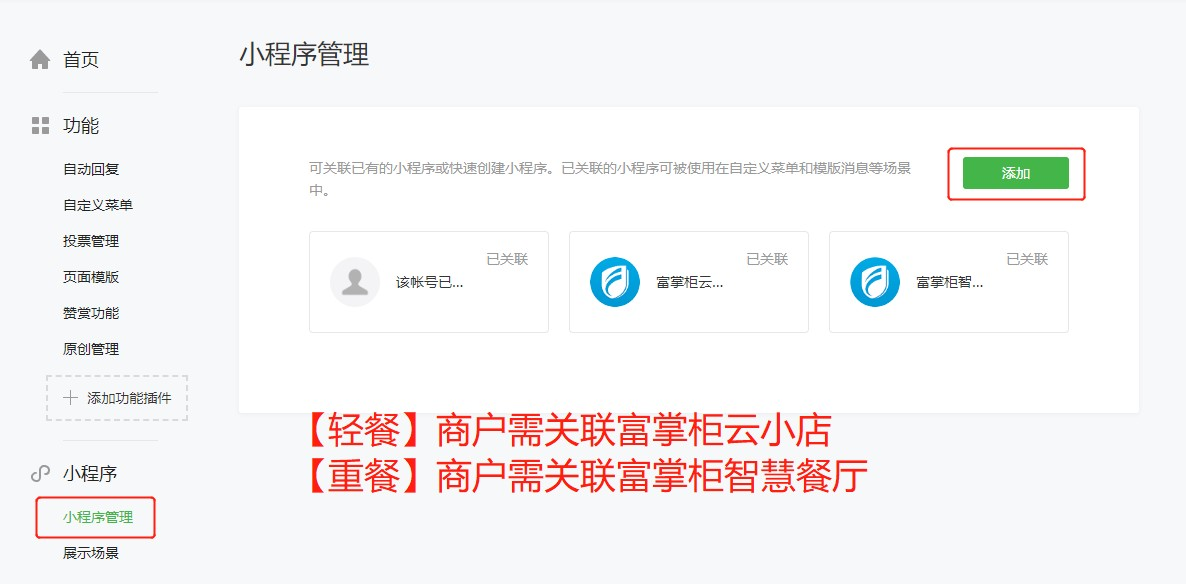 首页
功能
自动回复
自定义菜单
投票管理
页面模版
赞赏功能
原创管理
添加功能插件
小程序
小程序管理
展示场景
小程序管理
可关联已有的小程序或快速创建小程序。已关联的小程序可被使用在自定义菜单和模版消息等场景
中。
添加
已关联
该帐号已...
已关联
富掌柜云...
已关联
富掌柜智...
【轻餐】商户需关联富掌柜云小店
【重餐】商户需关联富掌柜智慧餐厅